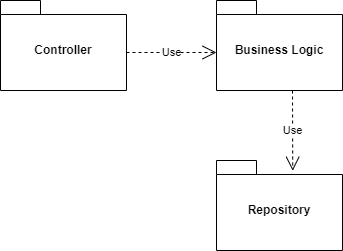 Controller
Use
Business Logic
Use
Repository